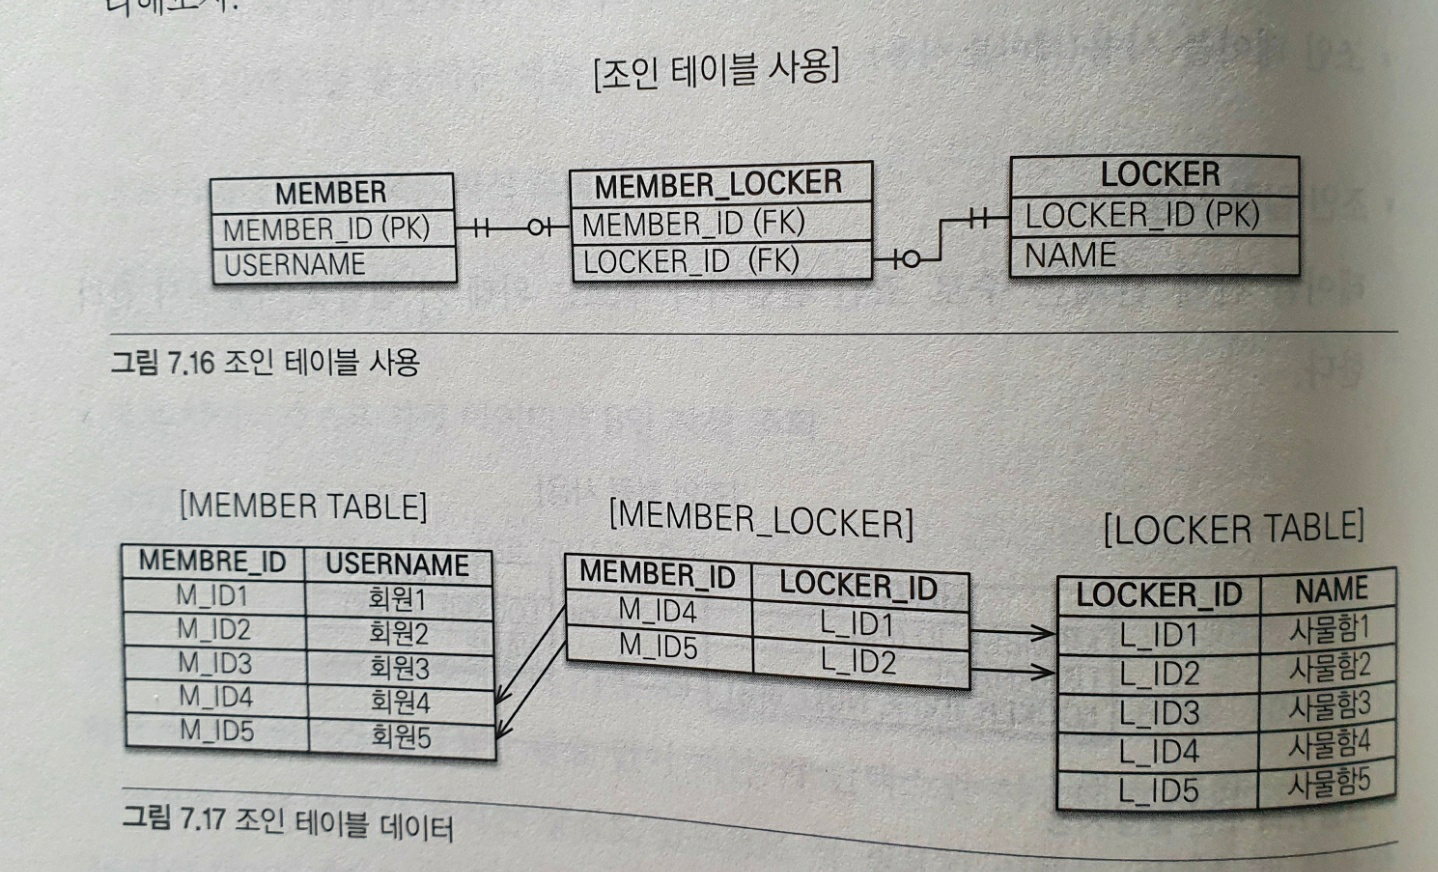 [조인 테이블 사용]
MEMBER
MEMBER_ID (PK)
USERNAME
MEMBER_LOCKER
MEMBER_ID (FK)
LOCKER_ID (FK)
LOCKER
LOCKER_ID (PK)
NAME
그림 7.16 조인 테이블 사용
[MEMBER TABLE]
MEMBRE_ID USERNAME
M_ID1 회원1
M_ID2 회원2
M_ID3 회원3
M_ID4 회원4
M_ID5 회원5
[MEMBER_LOCKER]
MEMBER_ID LOCKER_ID
M_ID4 L_ID1
M_ID5 L_ID2
[LOCKER TABLE]
LOCKER_ID NAME
L_ID1 사물함1
L_ID2 사물함2
L_ID3 사물함3
L_ID4 사물함4
L_ID5 사물함5
그림 7.17 조인 테이블 데이터